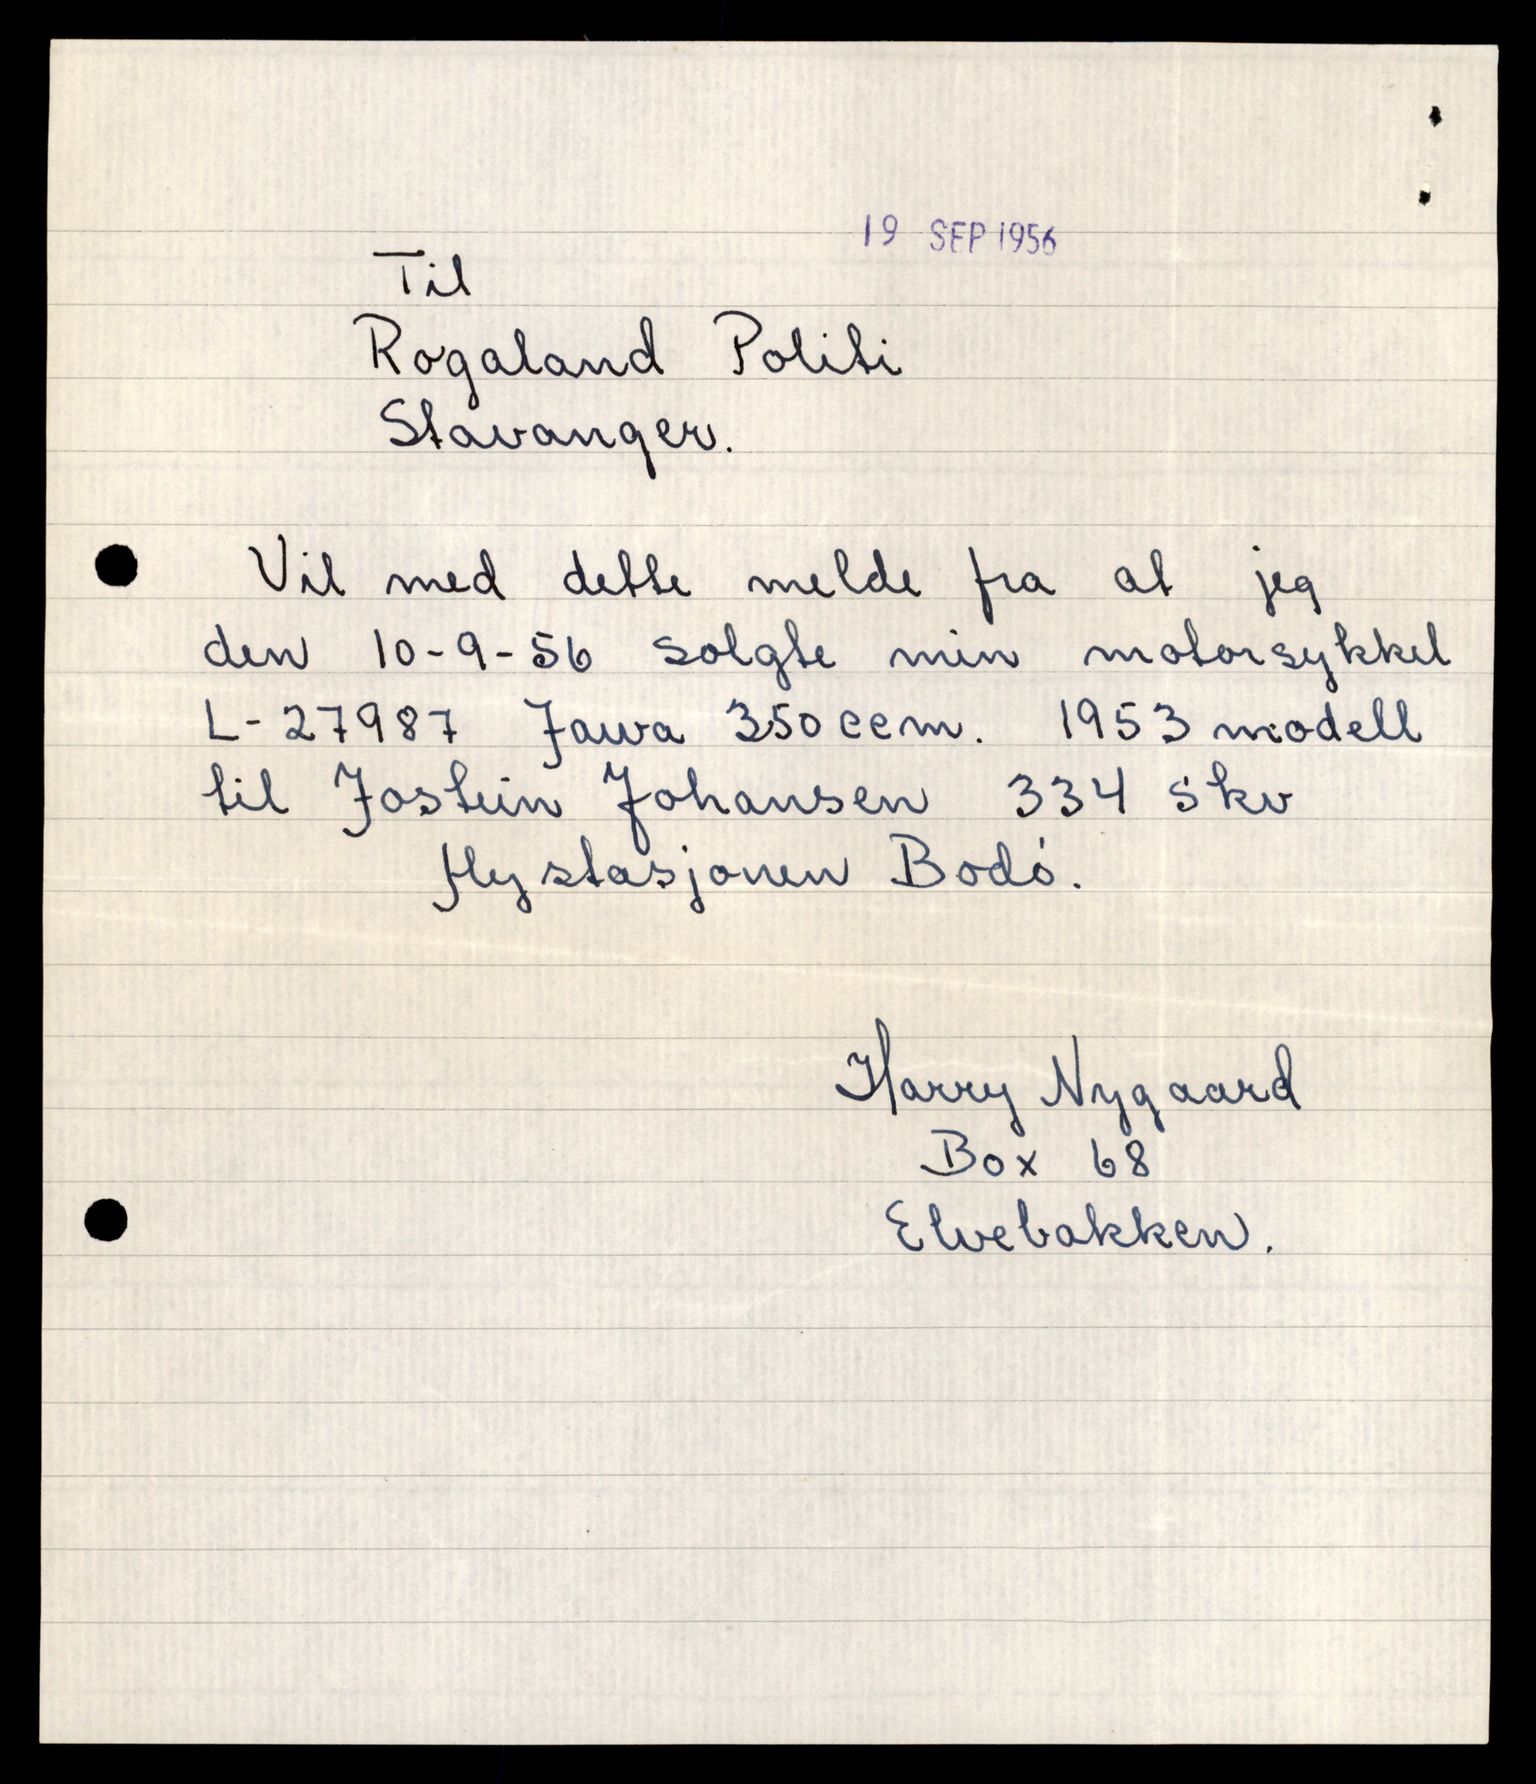 19 SEP 1956
Til
Rogaland Politi
Stavanger.
Vil med dette melde fra at jeg
den 10-9-56 solgte min motorsykkel
L-27987 Jawa 350 ccm. 1953 modell
til Jostein Johansen 334 skv
flystasjonen Bodó.
Harry Nygaard
Box 68
Elvebakken.